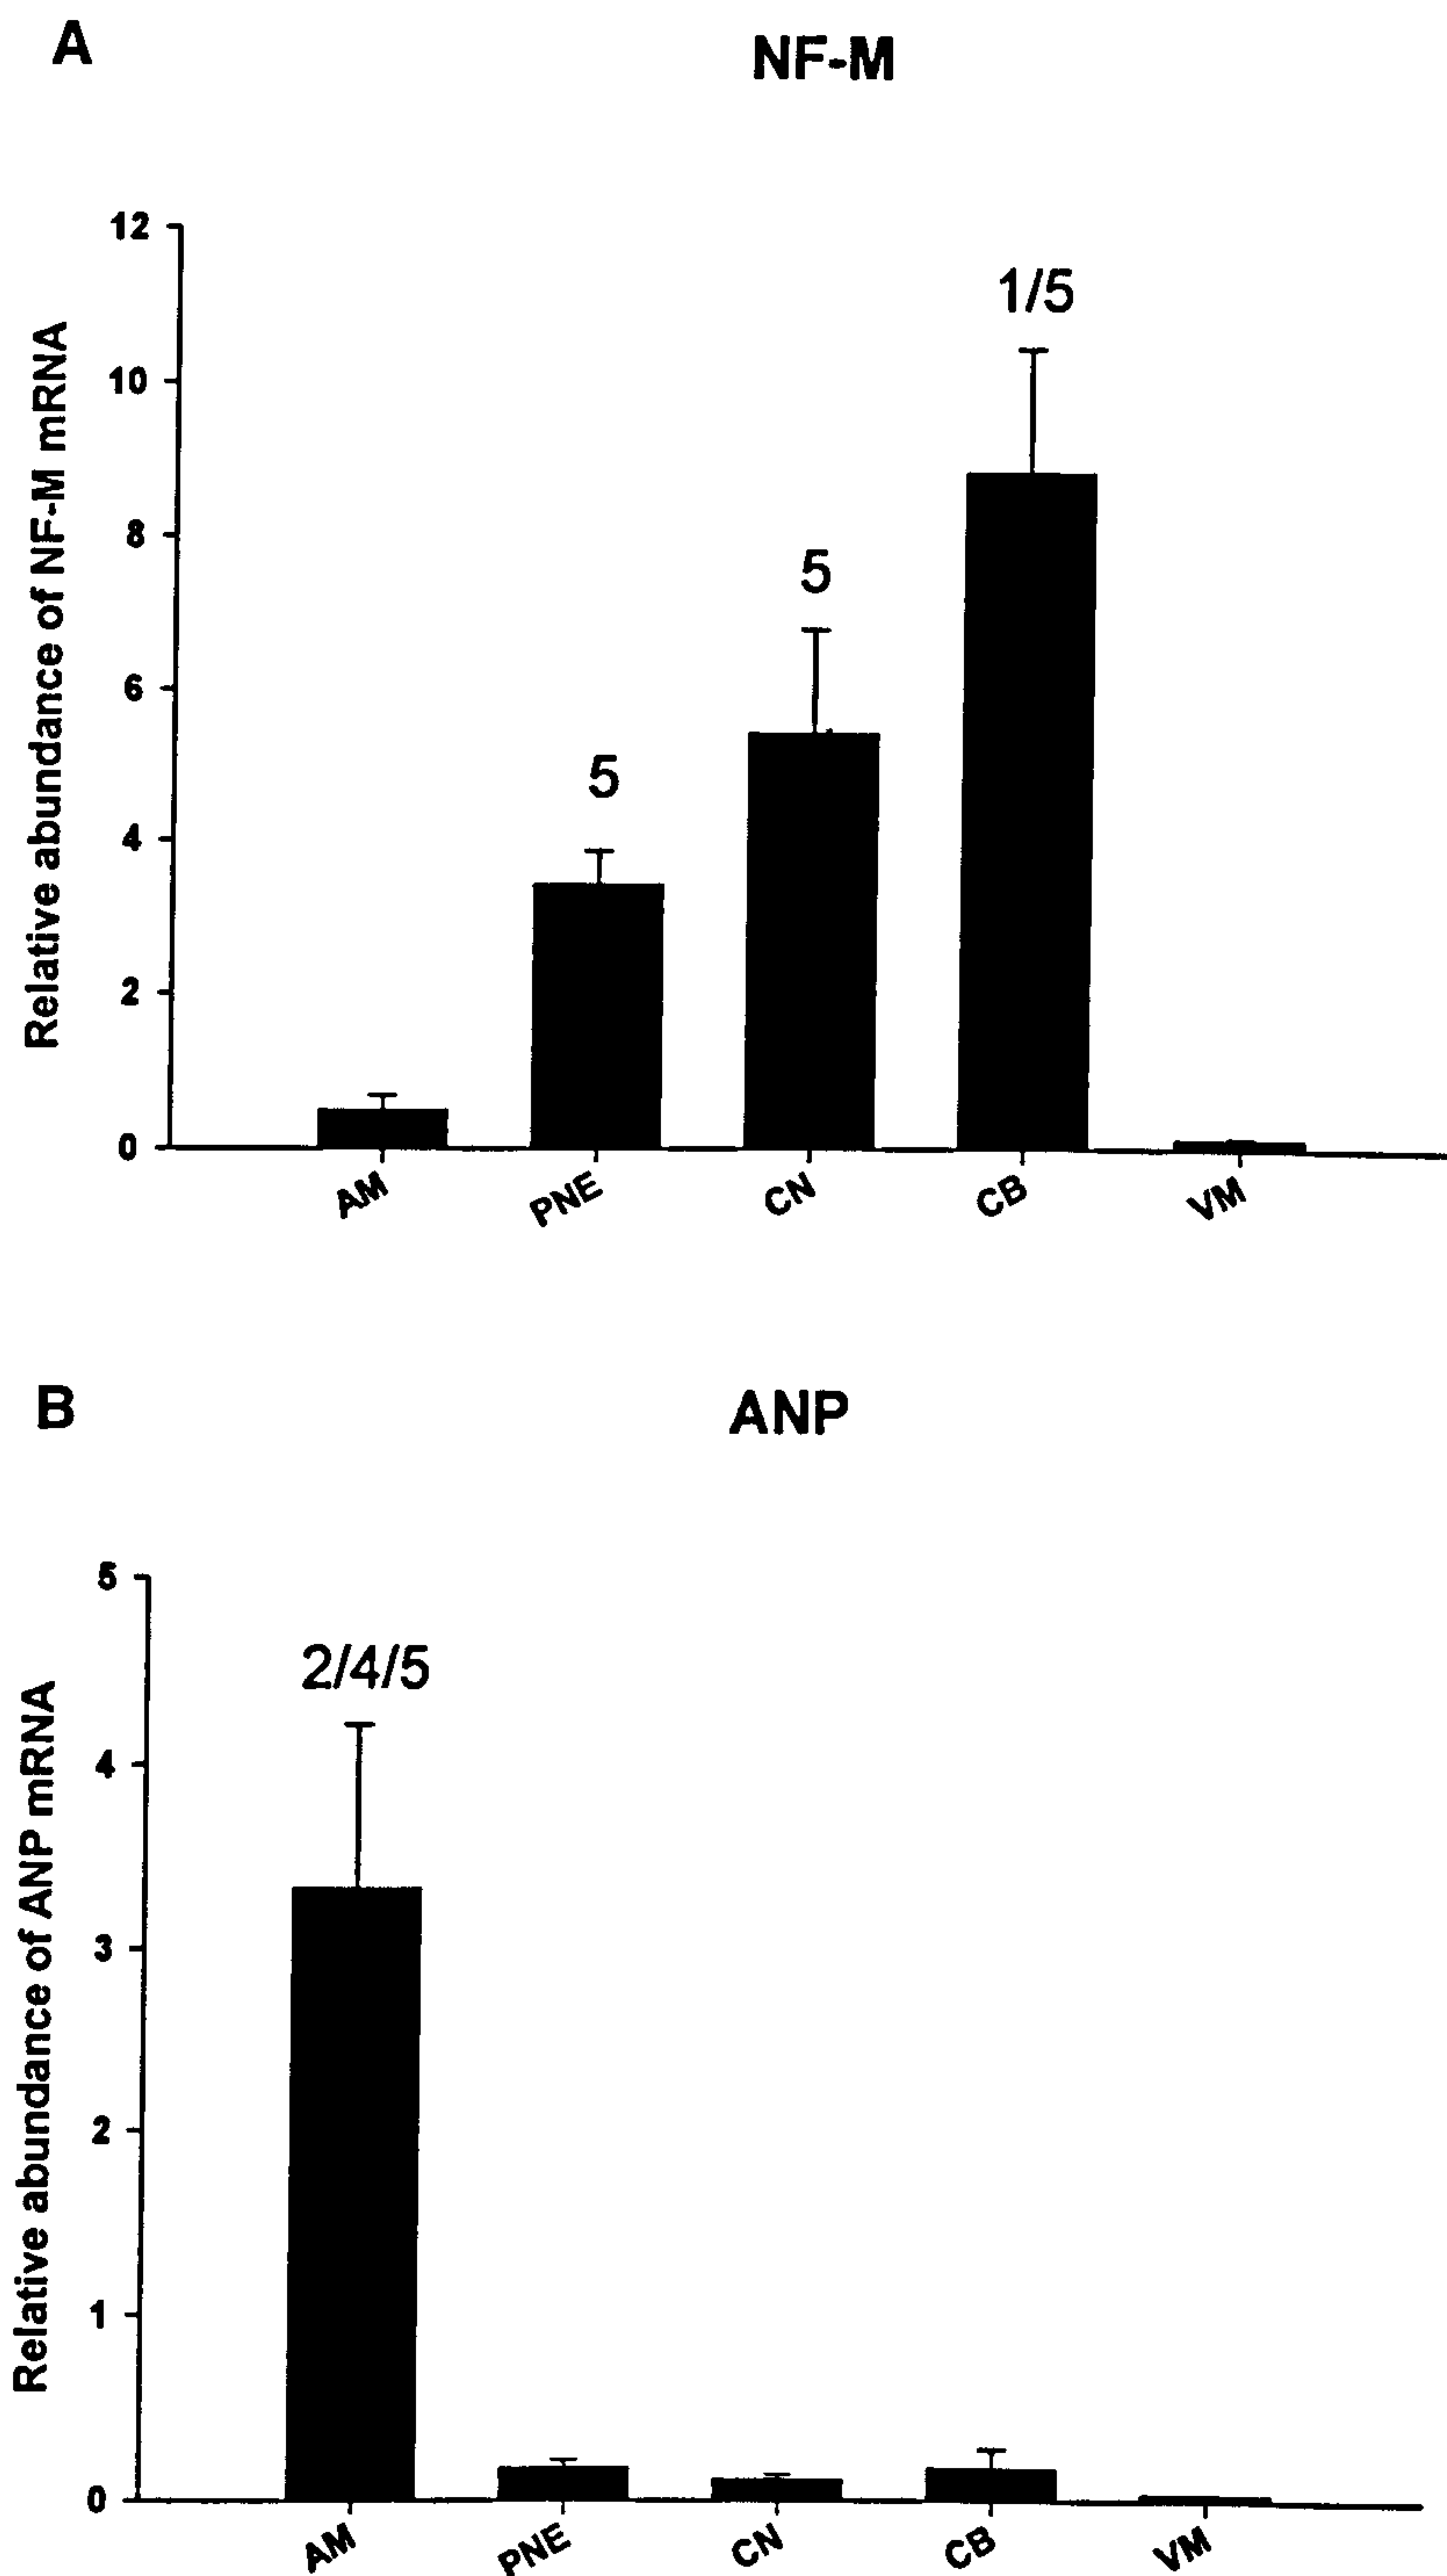 A
NF-M
Relative abundance of NF-M mRNA
12
10
8
6
4
2
0
5
5
1/5
AM
PNE
CN
CB
VM
B
ANP
Relative abundance of ANP mRNA
5
4
3
2
1
0
2/4/5
AM
PNE
CN
CB
VM